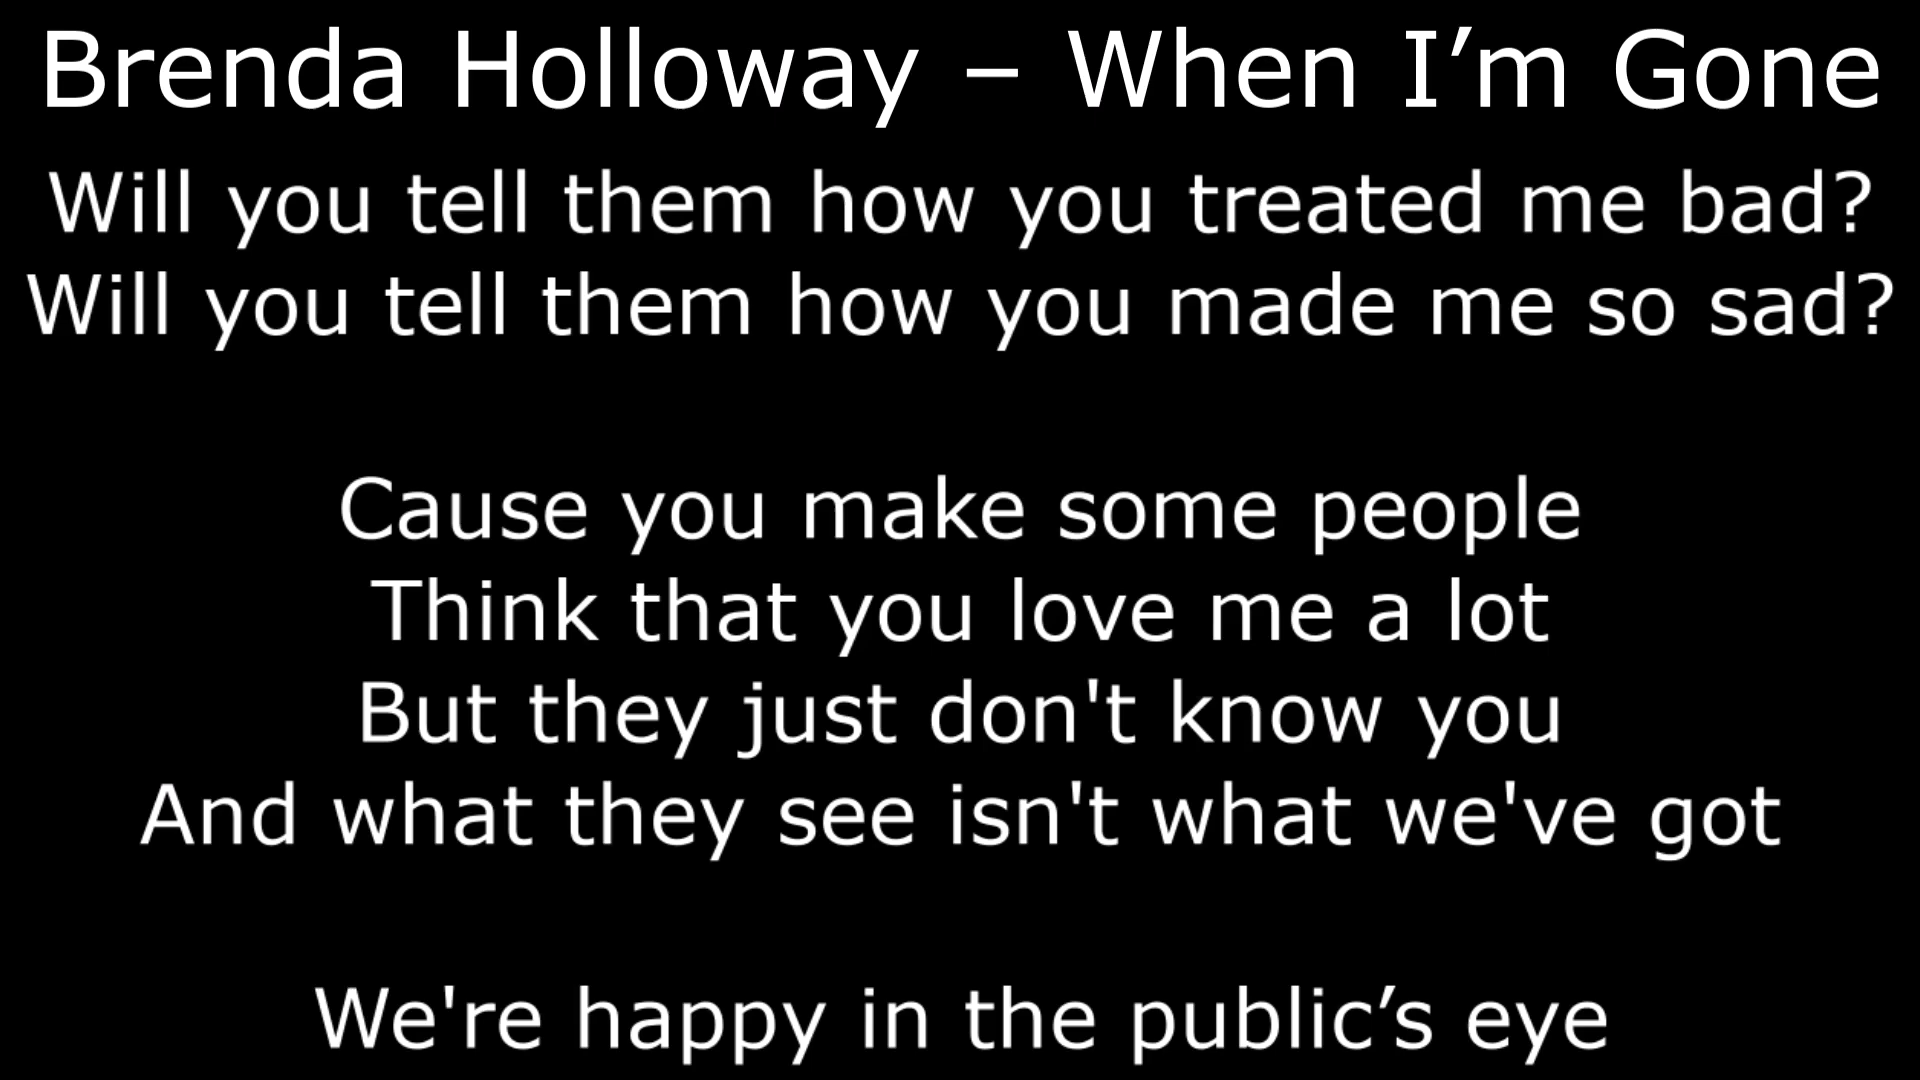 Brenda Holloway – When I’m Gone
Will you tell them how you treated me bad?
Will you tell them how you made me so sad?
Cause you make some people
Think that you love me a lot
But they just don't know you
And what they see isn't what we've got
We're happy in the public’s eye